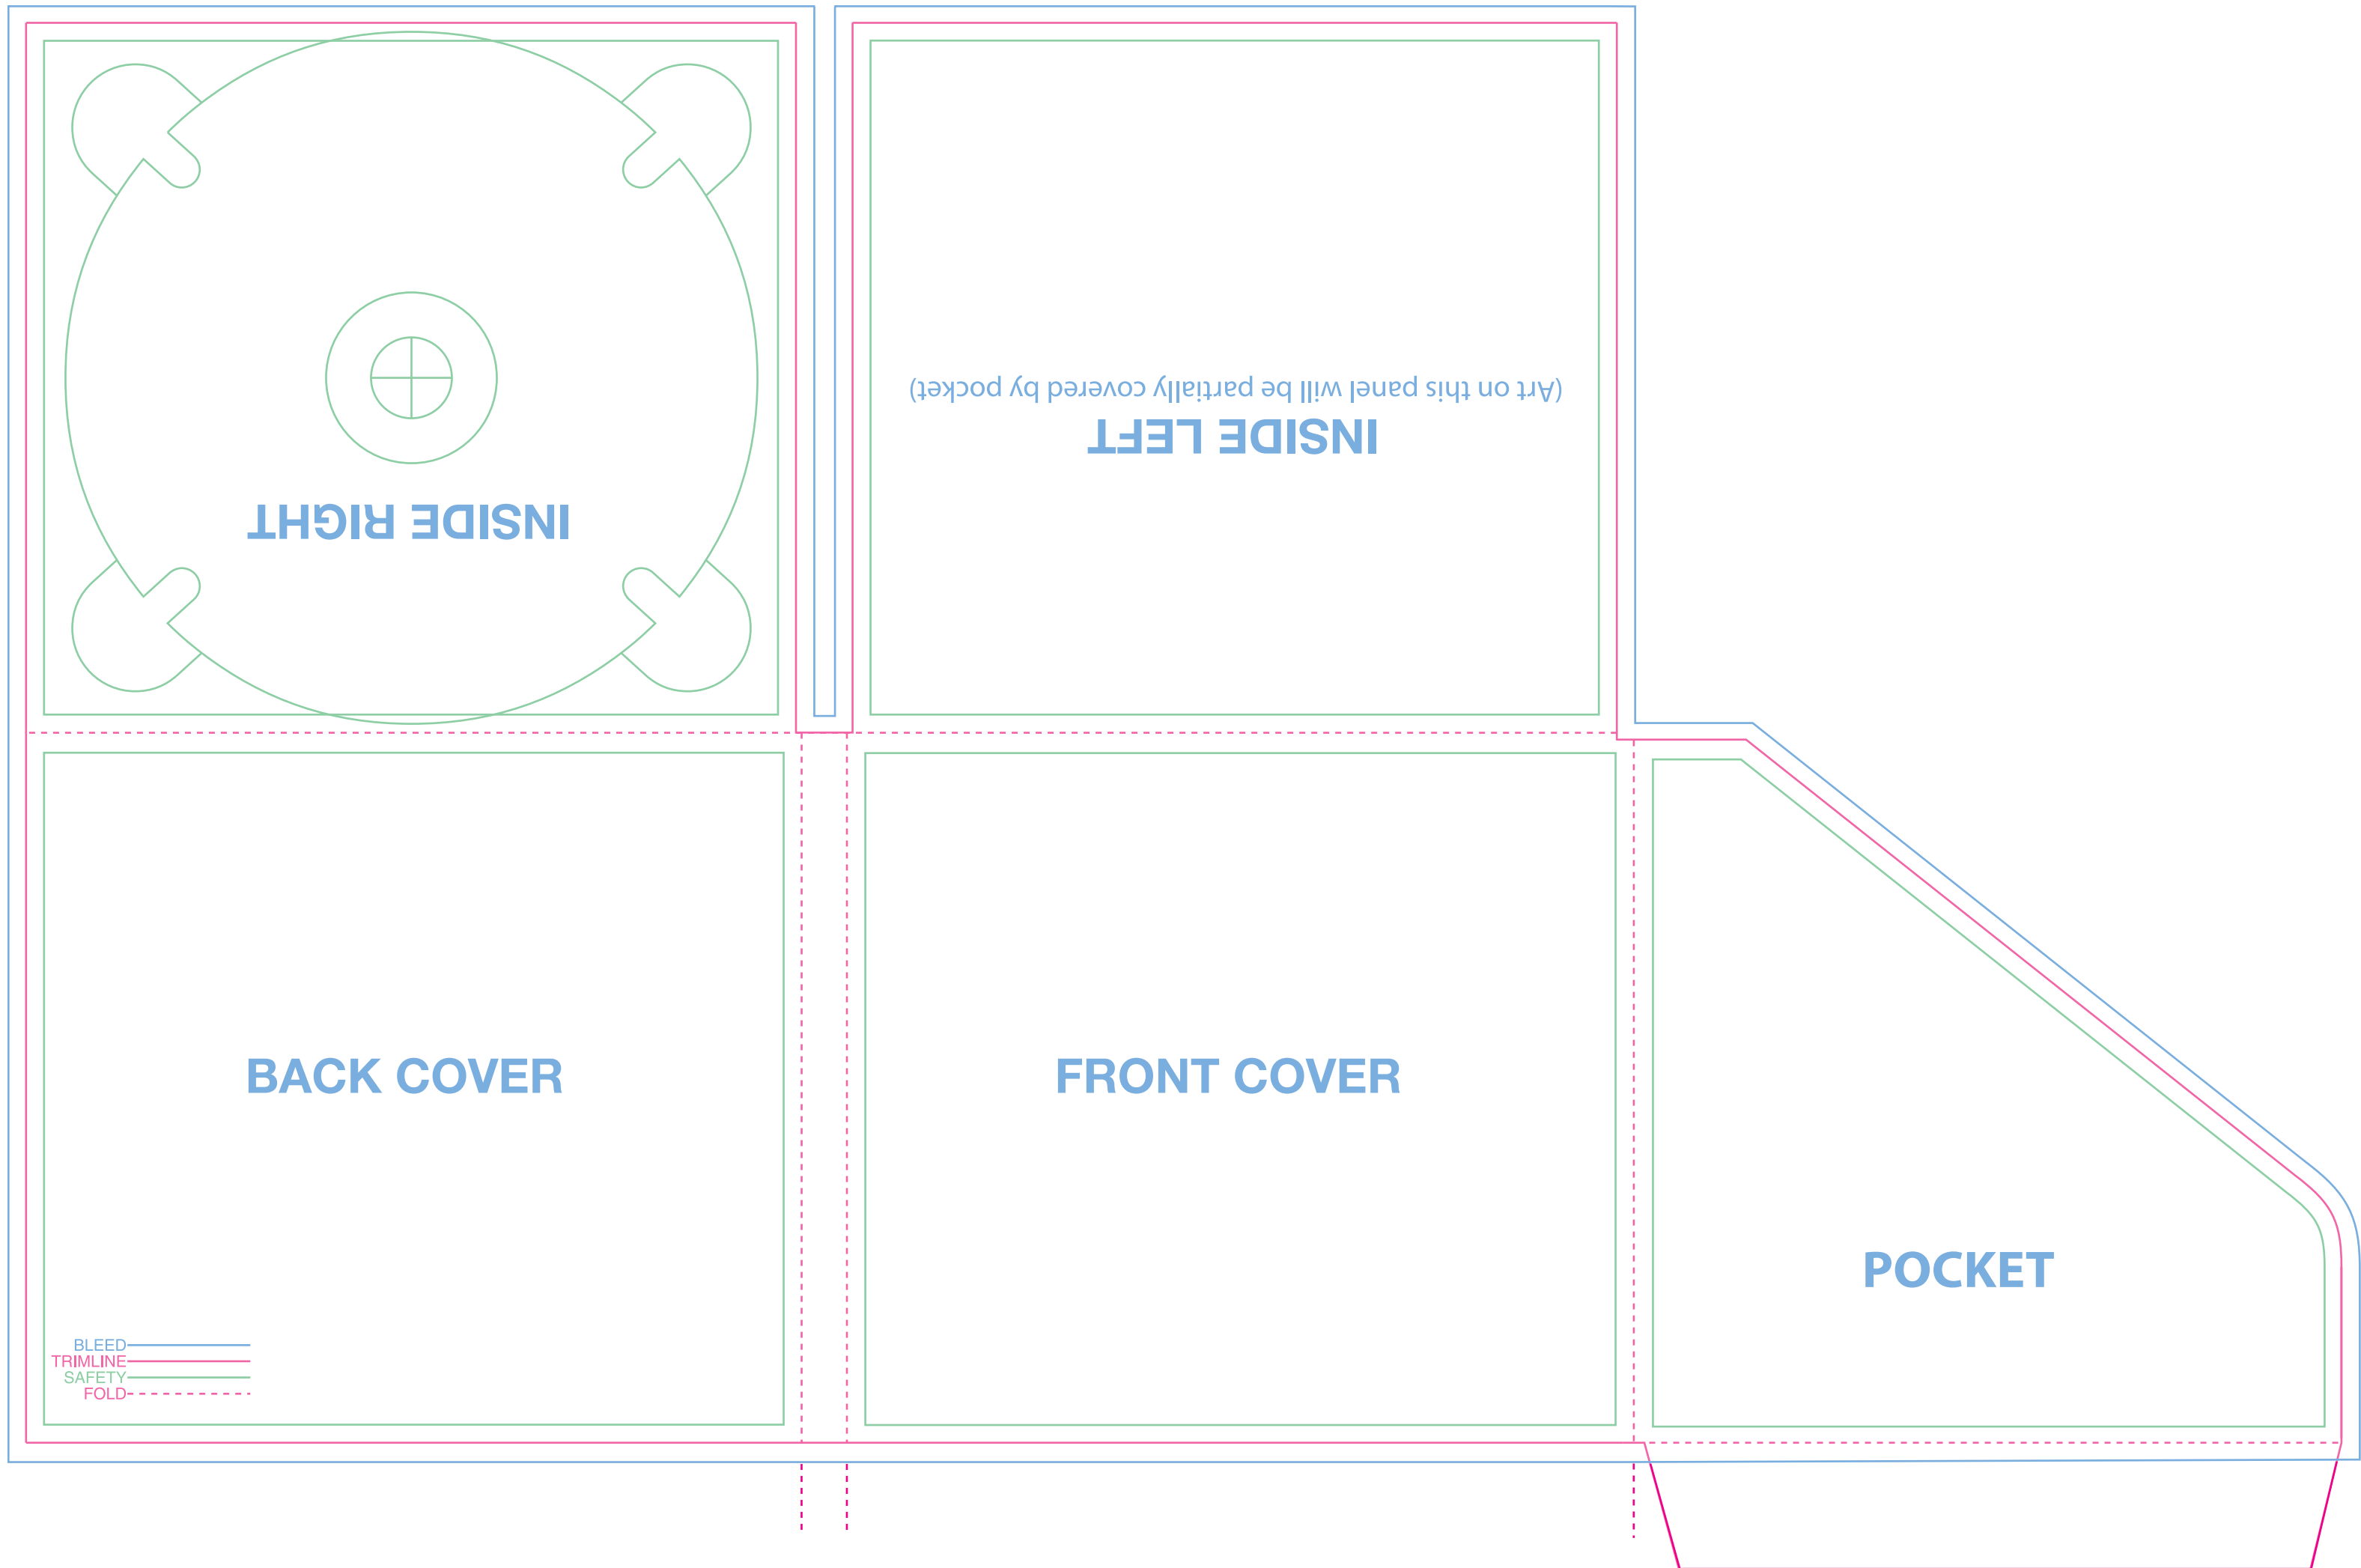 (Art on this panel will be partially covered by pocket)
INSIDE LEFT
INSIDE RIGHT
BACK COVER
FRONT COVER
POCKET
BLEED
TRIMLINE
SAFETY
FOLD